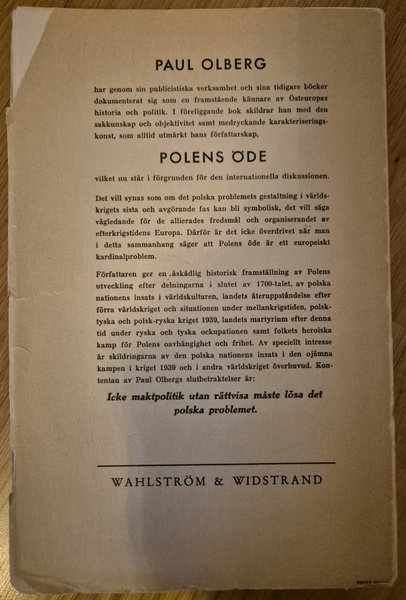 PAUL OLBERG
har genom sin publicistiska verksamhet och sina tidigare böcker
dokumenterat sig som en framstående kännare av Östeuropas
historia och politik. I föreliggande bok skildrar han med den
sakkunskap och objektivitet samt medryckande karakteriserings-
konst, som alltid utmärkt hans författarskap,
POLENS ÖDE
vilket nu står i förgrunden för den internationella diskussionen.
Det vill synas som om det polska problemets gestaltning i världs-
krigets sista och avgörande fas kan bli symbolisk, det vill säga
vägledande för de allierades fredsmål och organiserandet av
efterkrigstidens Europa. Därför är det icke överdrivet när man
i detta sammanhang säger att Polens öde är ett europeiskt
kardinalproblem.
Författaren ger en åskådlig historisk framställning av Polens
utveckling efter delningarna i slutet av 1700-talet, av polska
nationens insats i världskulturen, landets återuppståndelse efter
förra världskriget och situationen under mellankrigstiden, polsk-
tyska och polsk-ryska kriget 1939, landets martyrium efter denna
tid under ryska och tyska ockupationen samt folkets heroiska
kamp för Polens oavhängighet och frihet. Av speciellt intresse
är skildringarna av den polska nationens insats i den ojämna
kampen i kriget 1939 och i andra världskriget överhuvud. Kon-
tentan av Paul Olbergs slutbetraktelser är:
Icke maktpolitik utan rättvisa måste lösa det
polska problemet.
WAHLSTRÖM & WIDSTRAND